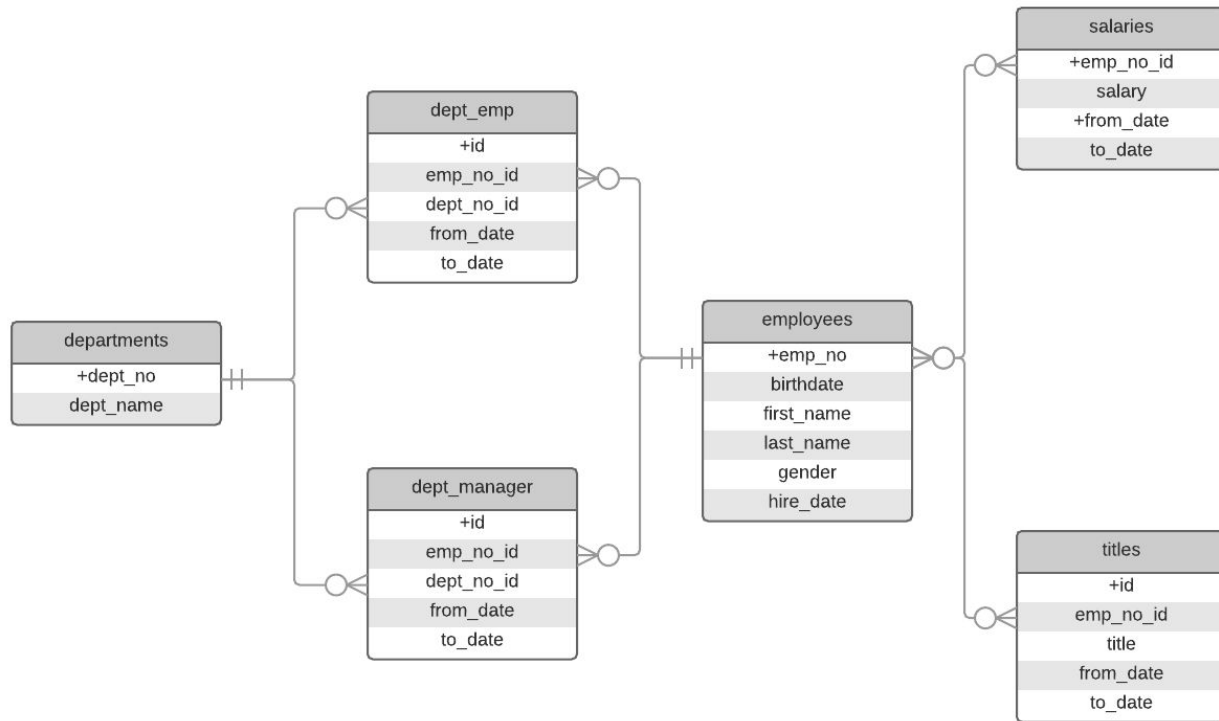 departments
+dept_no
dept_name
dept_emp
+id
emp_no_id
dept_no_id
from_date
to_date
dept_manager
+id
emp_no_id
dept_no_id
from_date
to_date
employees
+emp_no
birthdate
first_name
last_name
gender
hire_date
salaries
+emp_no_id
salary
+from_date
to_date
titles
+id
emp_no_id
title
from_date
to_date